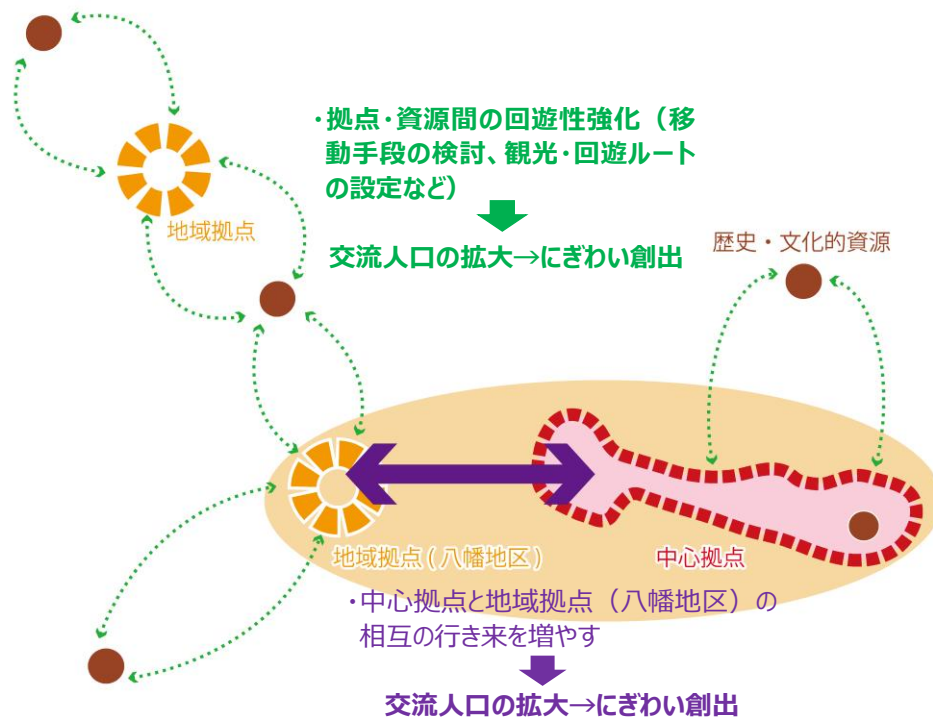 ・拠点・資源間の回遊性強化（移
動手段の検討、観光・回遊ルート
の設定など）
地域拠点
歴史・文化的資源
交流人口の拡大→にぎわい創出
地域拠点(八幡地区)
中心拠点
・中心拠点と地域拠点（八幡地区）の
相互の行き来を増やす
交流人口の拡大→にぎわい創出